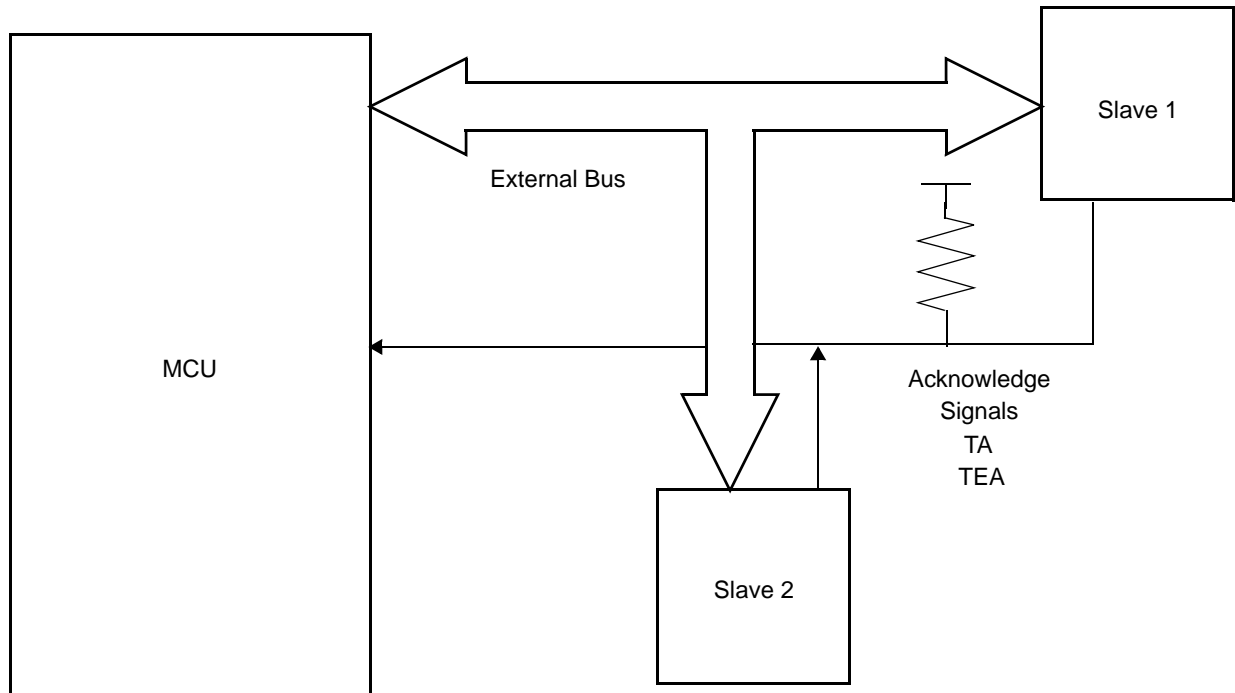 Slave 1
External Bus
MCU
Acknowledge
Signals
TA
TEA
Slave 2